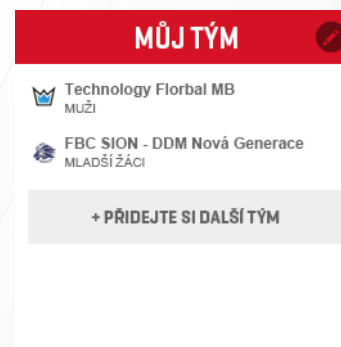 MŮJ TÝM
Technology Florbal MB
MUŽI
FBC SION - DDM Nová Generace
MLADŠÍ ŽÁCI
+ PŘIDEJTE SI DALŠÍ TÝM